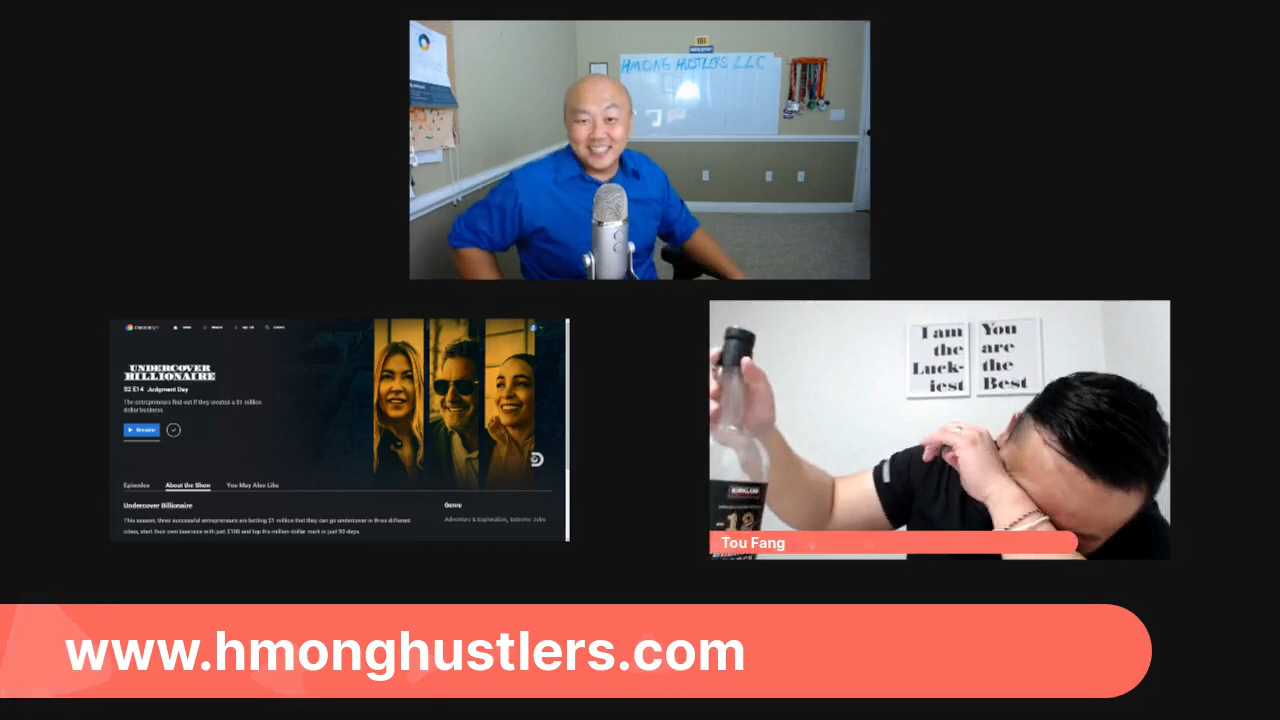 HMONG HUSTLERS LLC
discovery+
UNDERCOVER
BILLIONAIRE
S2 E14 Judgment Day
The entrepreneurs find out if they created a $1 million
dollar business
Resume
Episodes
About the Show
You May Also Like
Undercover Billionaire
Genre
This season, three successful entrepreneurs are betting $1 million that they can go undercover in three different
Adventure & Exploration, Extreme Jobs
cities, start their own business with just $100 and top the million-dollar mark in just 90 days.
I am
the
Luck-
iest
You
are
the
Best
KIRKLAND
Tou Fang
www.hmonghustlers.com